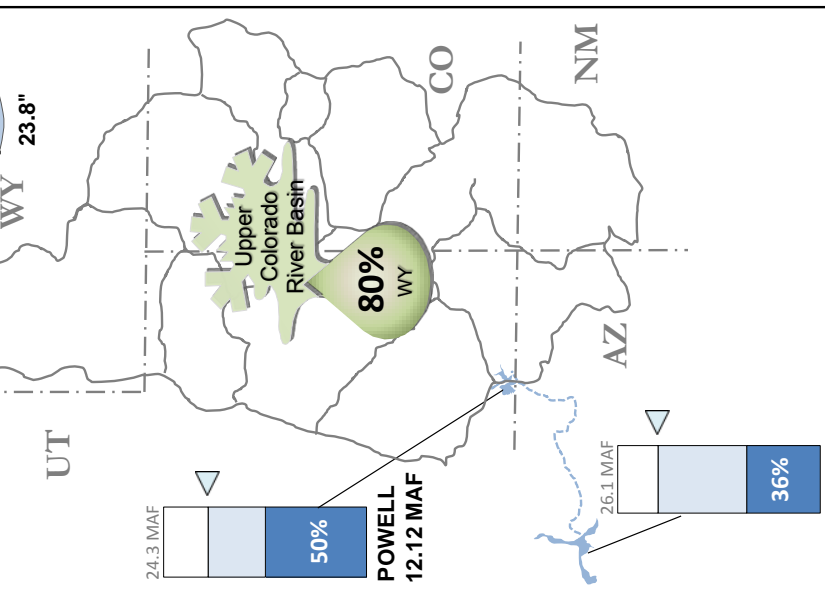 23.8"
WY
CO
NM
Upper
Colorado
River Basin
80%
WY
UT
AZ
24.3 MAF
50%
POWELL
12.12 MAF
26.1 MAF
36%